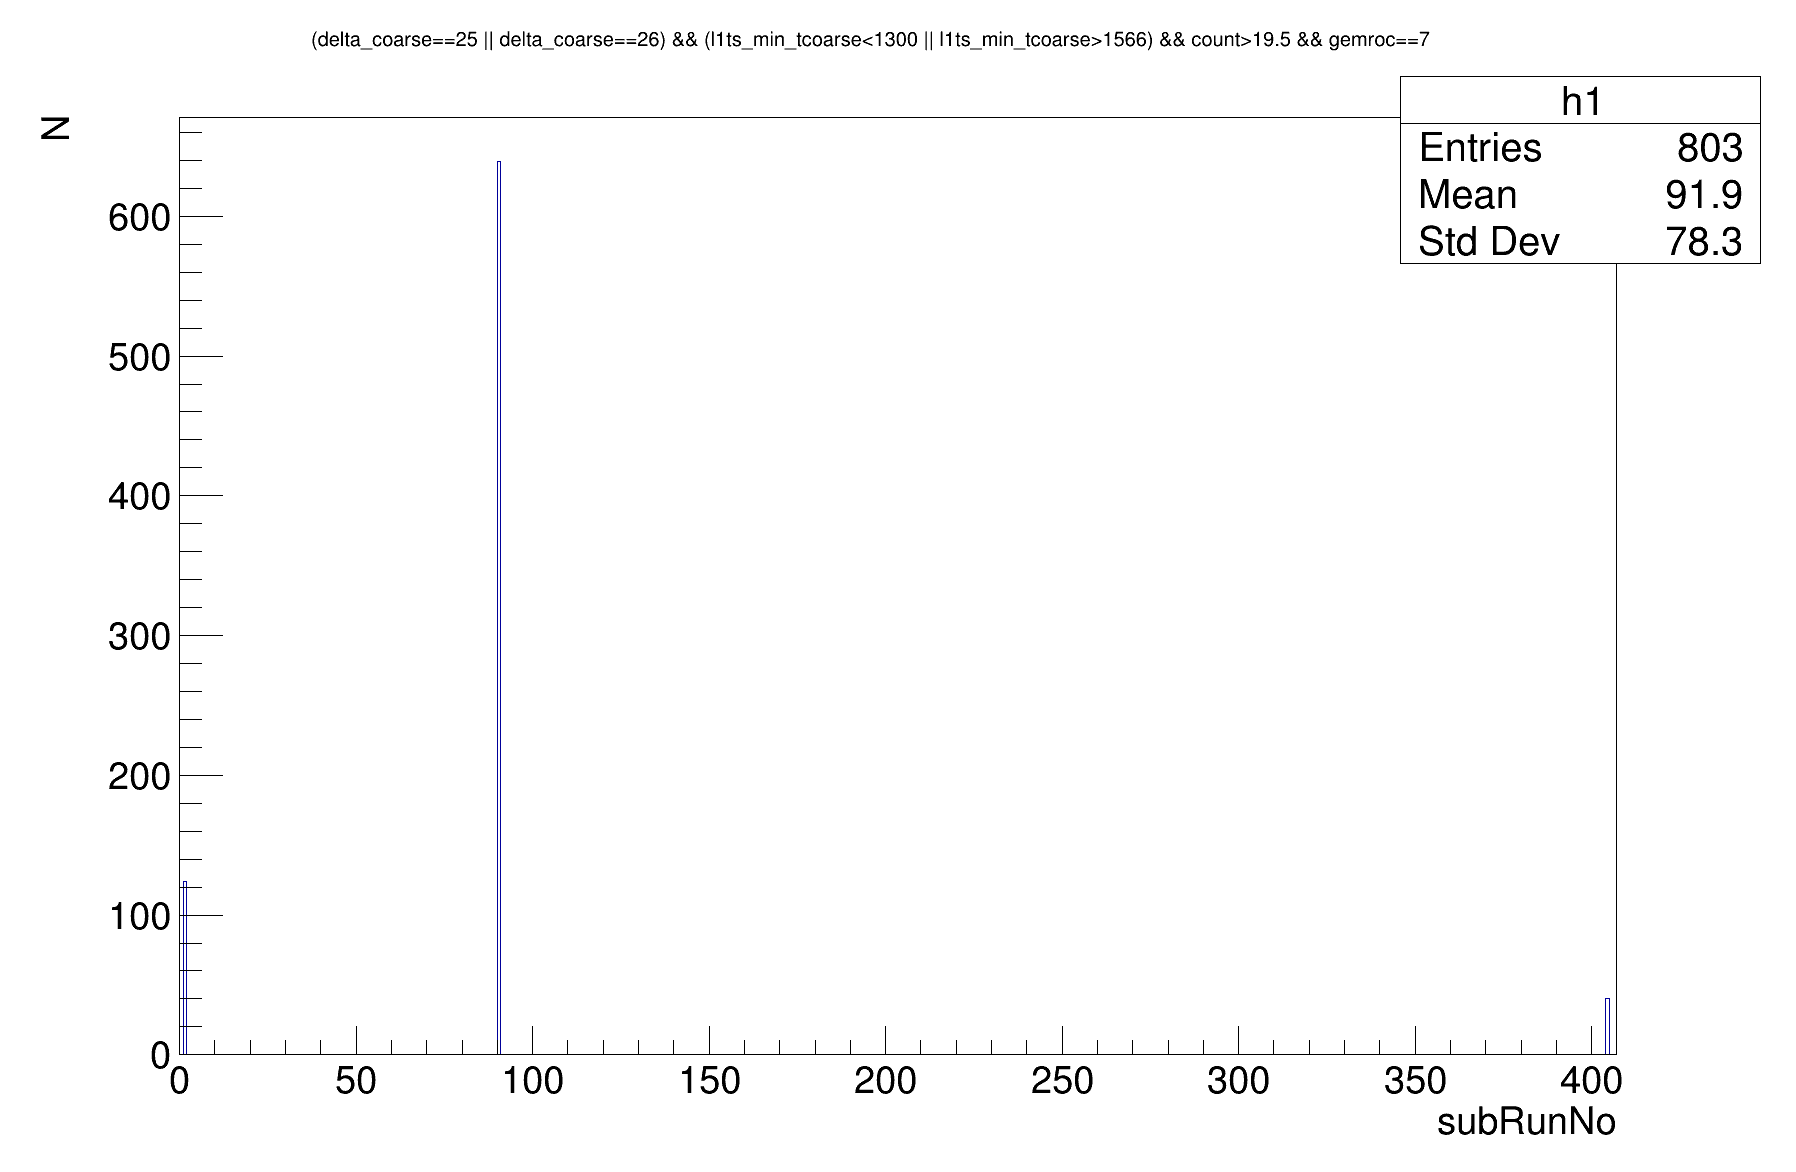 (delta_coarse==25 || delta_coarse==26) && (l1ts_min_tcoarse<1300 || l1ts_min_tcoarse>1566) && count>19.5 && gemroc==7
N
h1
Entries 803
Mean 91.9
Std Dev 78.3
600
500
400
300
200
100
0
0 50 100 150 200 250 300 350 400
subRunNo